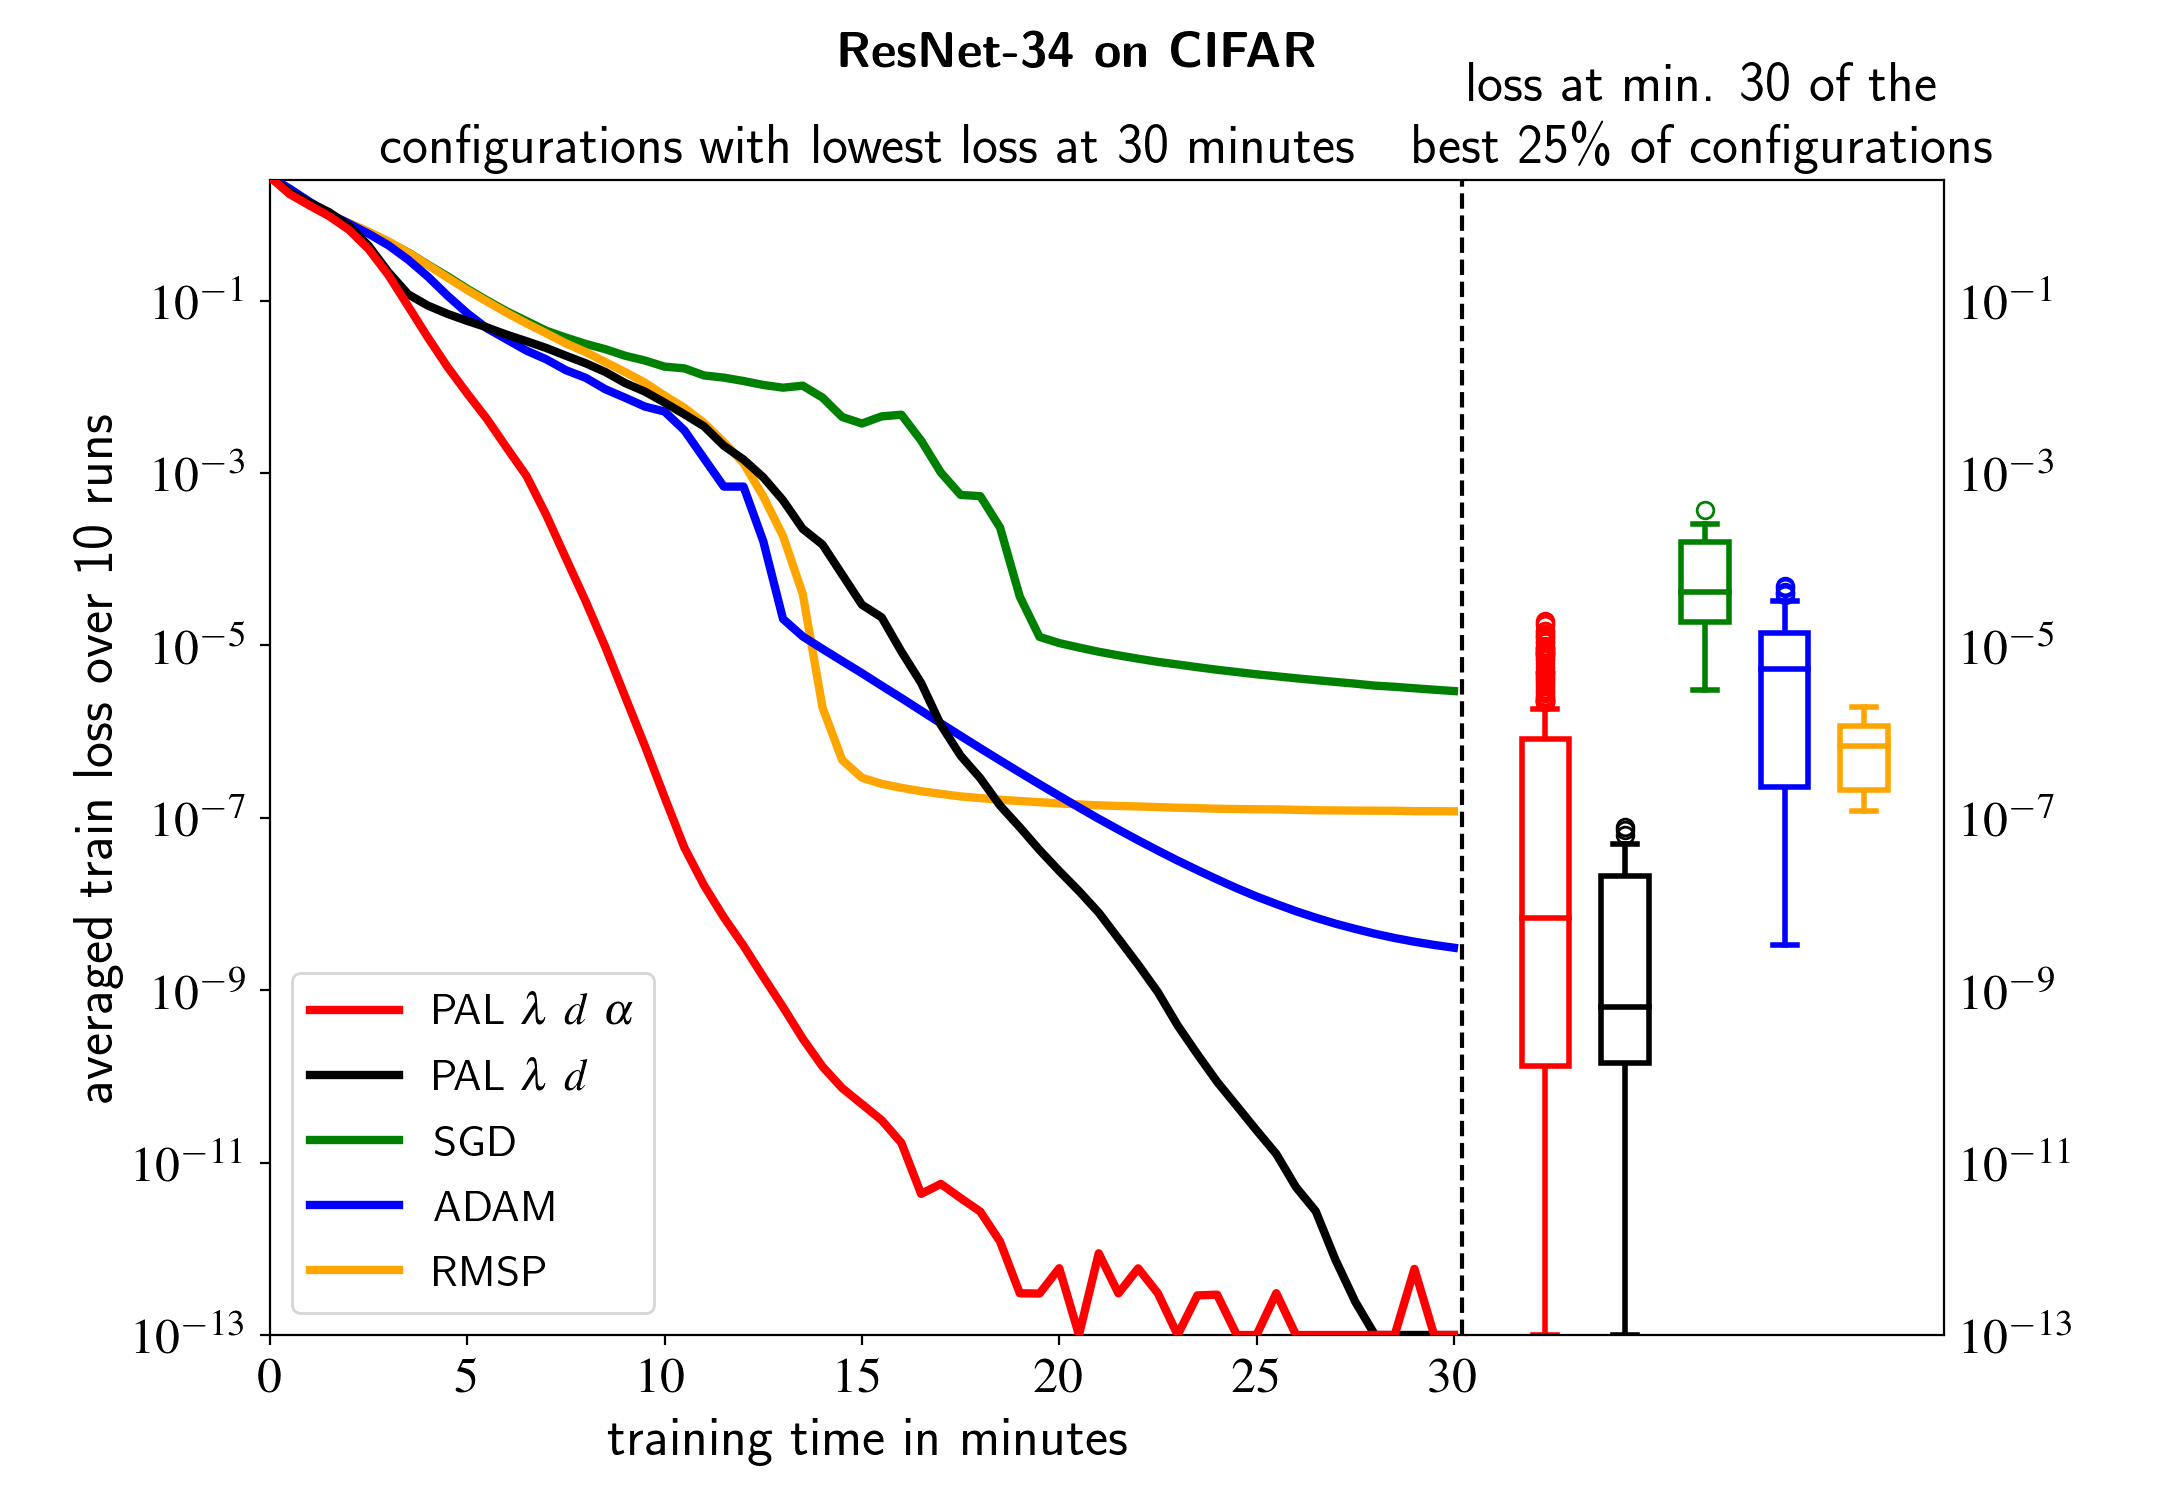 ResNet-34 on CIFAR
loss at min. 30 of the
configurations with lowest loss at 30 minutes
best 25% of configurations
averaged train loss over 10 runs
10⁻¹
10⁻³
10⁻⁵
10⁻⁷
10⁻⁹
10⁻¹¹
10⁻¹³
PAL λ d α
PAL λ d
SGD
ADAM
RMSP
10⁻¹
10⁻³
10⁻⁵
10⁻⁷
10⁻⁹
10⁻¹¹
10⁻¹³
0 5 10 15 20 25 30
training time in minutes